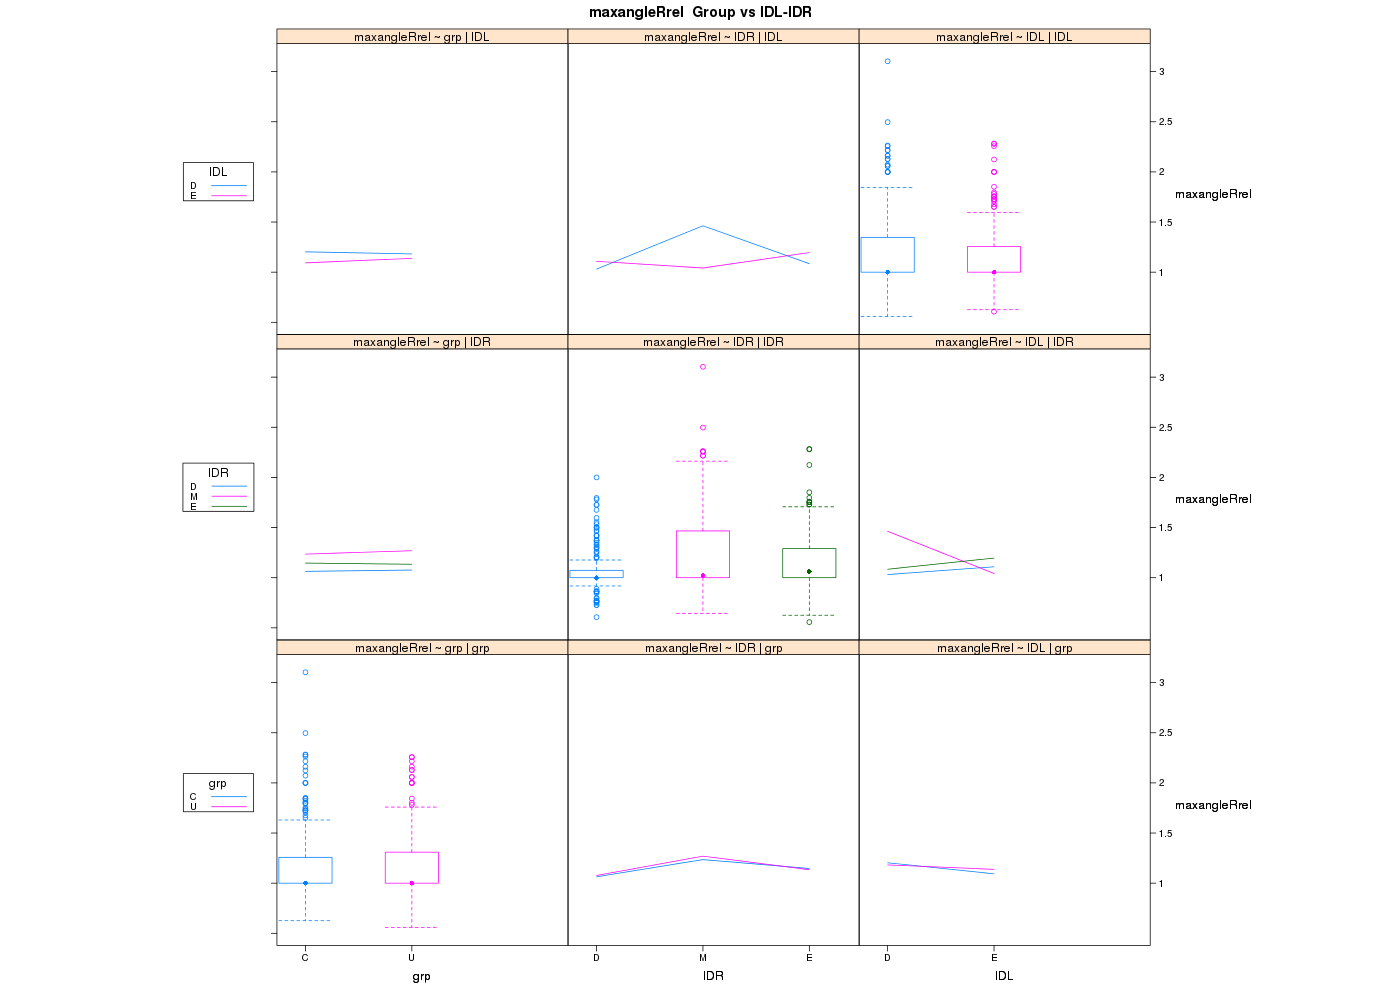 maxangleRrel  Group vs IDL-IDR
maxangleRrel ~ grp | IDL
maxangleRrel ~ IDR | IDL
maxangleRrel ~ IDL | IDL
IDL
D
E
3
2.5
2
1.5
1
maxangleRrel
maxangleRrel ~ grp | IDR
maxangleRrel ~ IDR | IDR
maxangleRrel ~ IDL | IDR
IDR
D
M
E
3
2.5
2
1.5
1
maxangleRrel
maxangleRrel ~ grp | grp
maxangleRrel ~ IDR | grp
maxangleRrel ~ IDL | grp
grp
C
U
3
2.5
2
1.5
1
maxangleRrel
C U
D M E
D E
grp
IDR
IDL